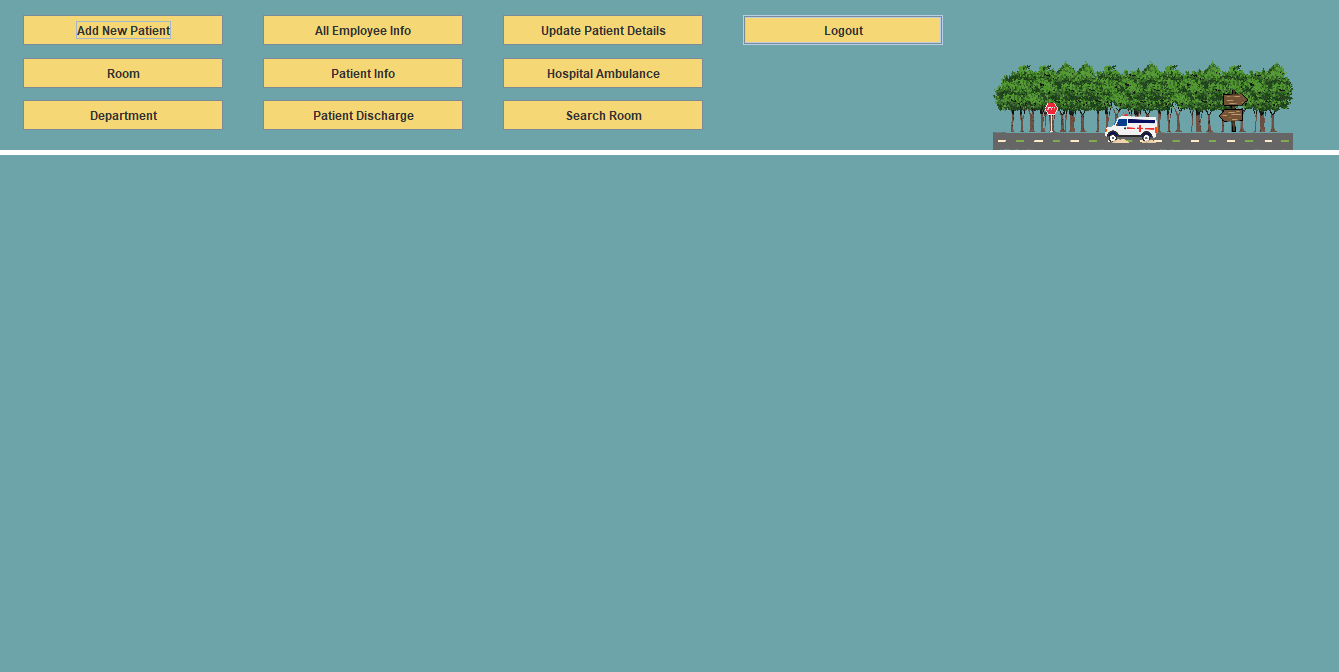 Add New Patient
All Employee Info
Update Patient Details
Logout
Room
Patient Info
Hospital Ambulance
Department
Patient Discharge
Search Room